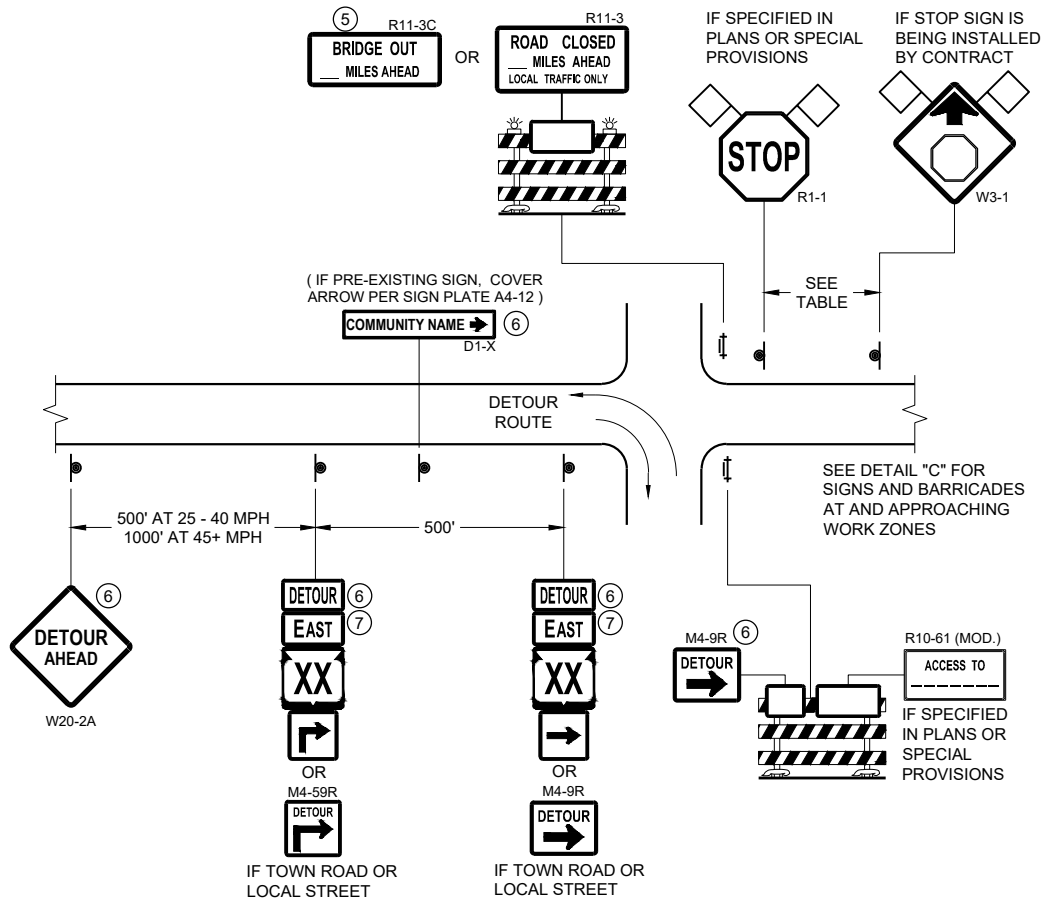 5
R11-3C
BRIDGE OUT
__ MILES AHEAD
OR
R11-3
ROAD CLOSED
__ MILES AHEAD
LOCAL TRAFFIC ONLY
IF SPECIFIED IN
PLANS OR SPECIAL
PROVISIONS
STOP
R1-1
IF STOP SIGN IS
BEING INSTALLED
BY CONTRACT
W3-1
SEE
TABLE
( IF PRE-EXISTING SIGN, COVER
ARROW PER SIGN PLATE A4-12 )
COMMUNITY NAME
6
D1-X
DETOUR
ROUTE
SEE DETAIL "C" FOR
SIGNS AND BARRICADES
AT AND APPROACHING
WORK ZONES
500' AT 25 - 40 MPH
1000' AT 45+ MPH
500'
6
DETOUR
AHEAD
W20-2A
DETOUR
6
EAST
7
XX
OR
M4-59R
DETOUR
IF TOWN ROAD OR
LOCAL STREET
DETOUR
6
EAST
7
XX
OR
M4-9R
DETOUR
IF TOWN ROAD OR
LOCAL STREET
M4-9R
6
DETOUR
R10-61 (MOD.)
ACCESS TO
_ _ _ _ _ _ _
IF SPECIFIED
IN PLANS OR
SPECIAL
PROVISIONS